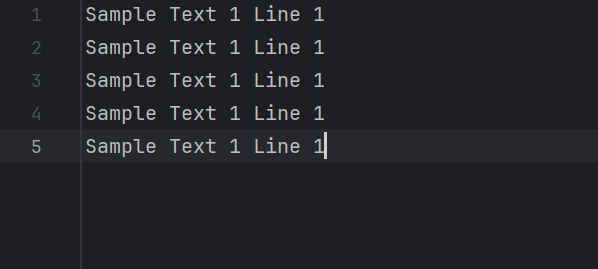 1 Sample Text 1 Line 1
2 Sample Text 1 Line 1
3 Sample Text 1 Line 1
4 Sample Text 1 Line 1
5 Sample Text 1 Line 1